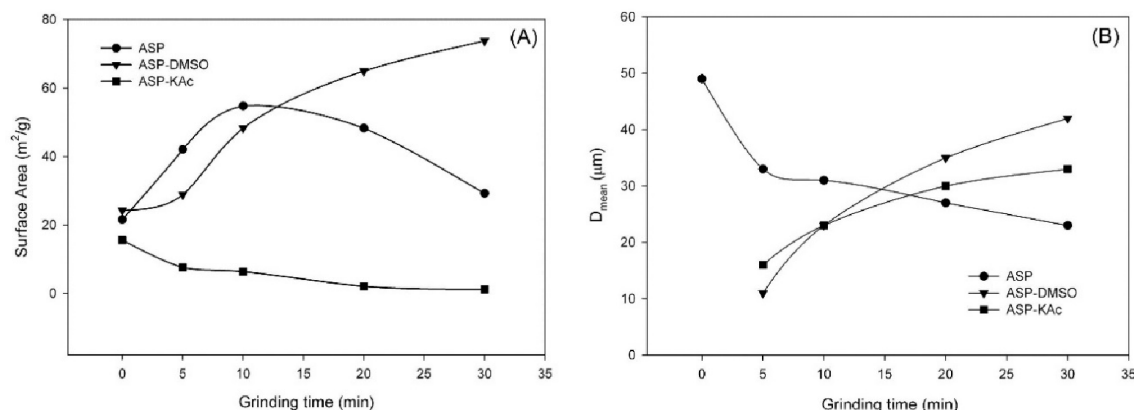 (A)
ASP
ASP-DMSO
ASP-KAc
Surface Area (m²/g)
80
60
40
20
0
0 5 10 15 20 25 30 35
Grinding time (min)
(B)
ASP
ASP-DMSO
ASP-KAc
D_mean (µm)
60
50
40
30
20
10
0
0 5 10 15 20 25 30 35
Grinding time (min)